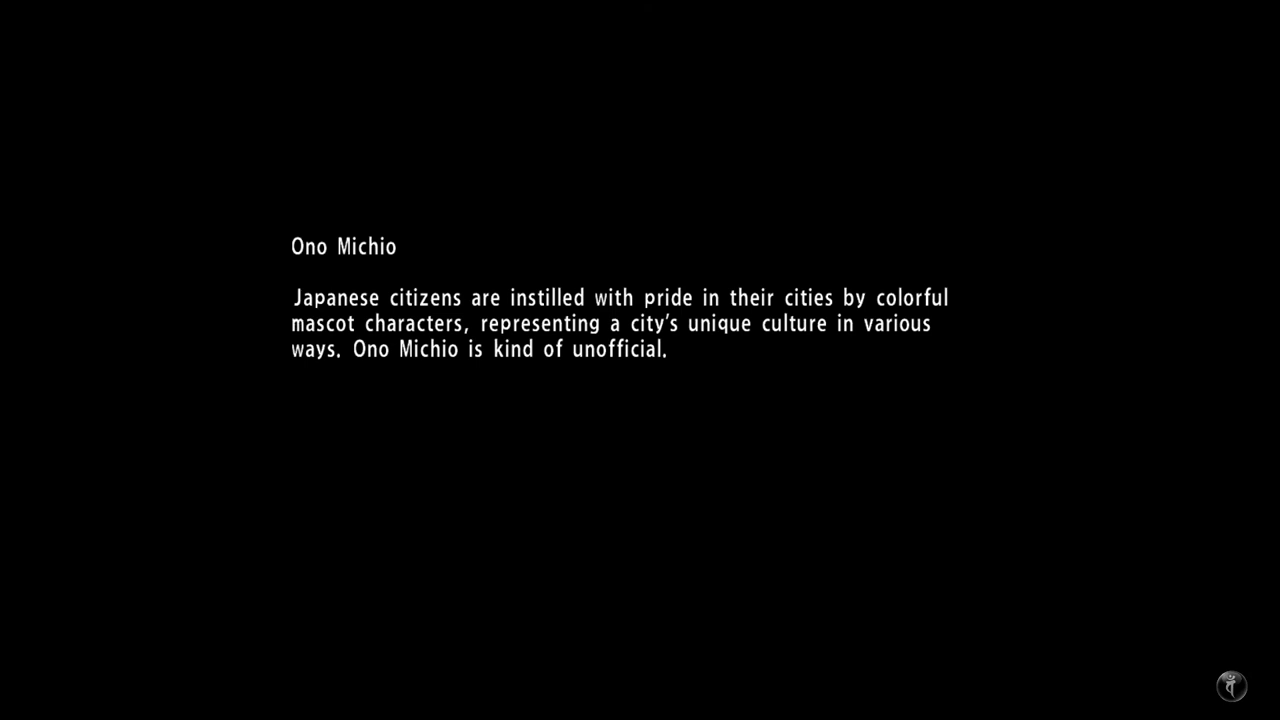 Ono Michio
Japanese citizens are instilled with pride in their cities by colorful
mascot characters, representing a city's unique culture in various
ways. Ono Michio is kind of unofficial.